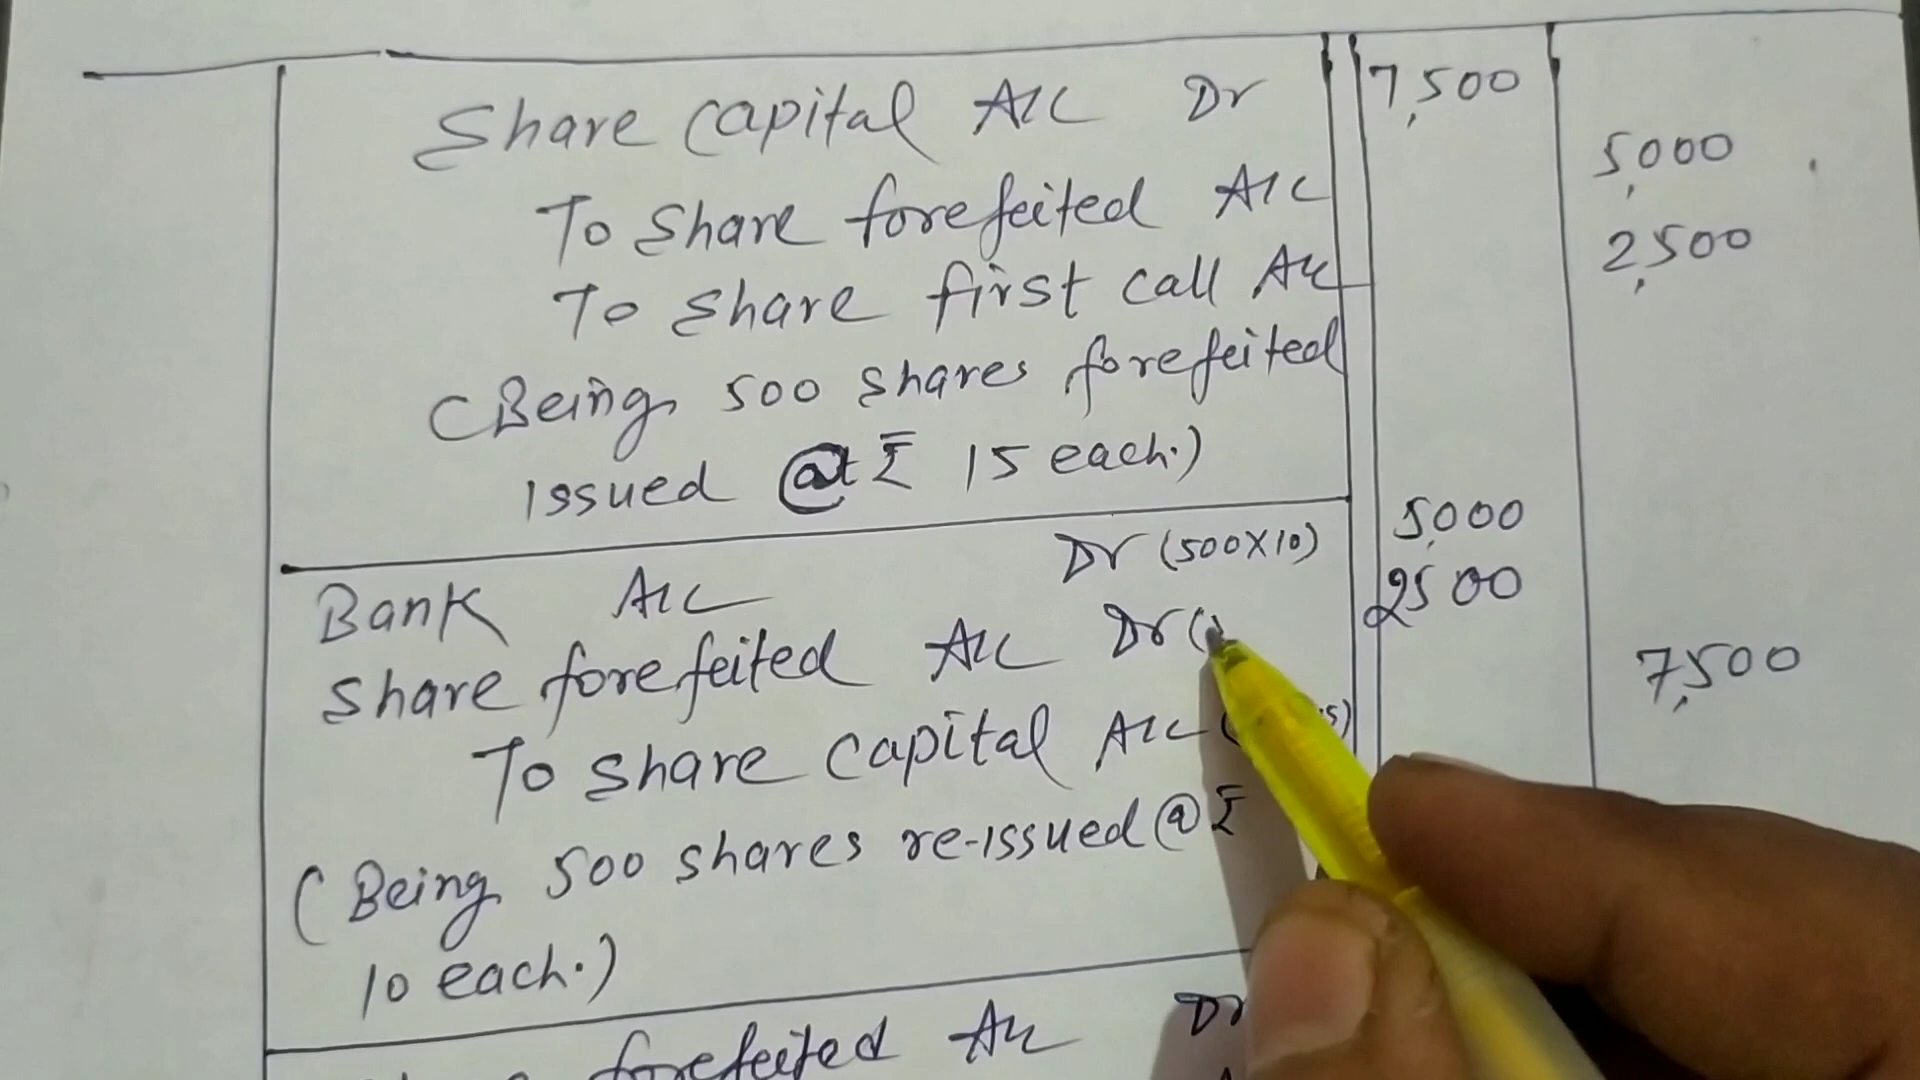 Share capital A/c Dr 7,500
To Share forefeited A/c 5,000
To Share first call A/c 2,500
(Being 500 shares forefeited
issued @ ₹ 15 each.)
Bank A/c Dr (500X10) 5,000
Share forefeited A/c Dr ( 2500
To Share capital A/c ( 5) 7,500
(Being 500 shares re-issued @ ₹
10 each.)
forefeited A/c Dr